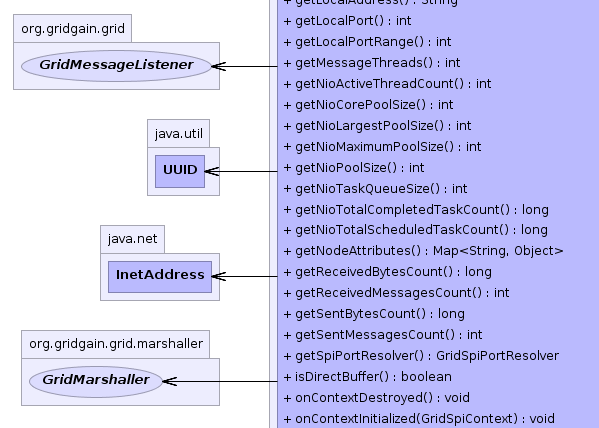 org.gridgain.grid
GridMessageListener
java.util
UUID
java.net
InetAddress
org.gridgain.grid.marshaller
GridMarshaller
+ getLocalAddress() : String
+ getLocalPort() : int
+ getLocalPortRange() : int
+ getMessageThreads() : int
+ getNioActiveThreadCount() : int
+ getNioCorePoolSize() : int
+ getNioLargestPoolSize() : int
+ getNioMaximumPoolSize() : int
+ getNioPoolSize() : int
+ getNioTaskQueueSize() : int
+ getNioTotalCompletedTaskCount() : long
+ getNioTotalScheduledTaskCount() : long
+ getNodeAttributes() : Map<String, Object>
+ getReceivedBytesCount() : long
+ getReceivedMessagesCount() : int
+ getSentBytesCount() : long
+ getSentMessagesCount() : int
+ getSpiPortResolver() : GridSpiPortResolver
+ isDirectBuffer() : boolean
+ onContextDestroyed() : void
+ onContextInitialized(GridSpiContext) : void